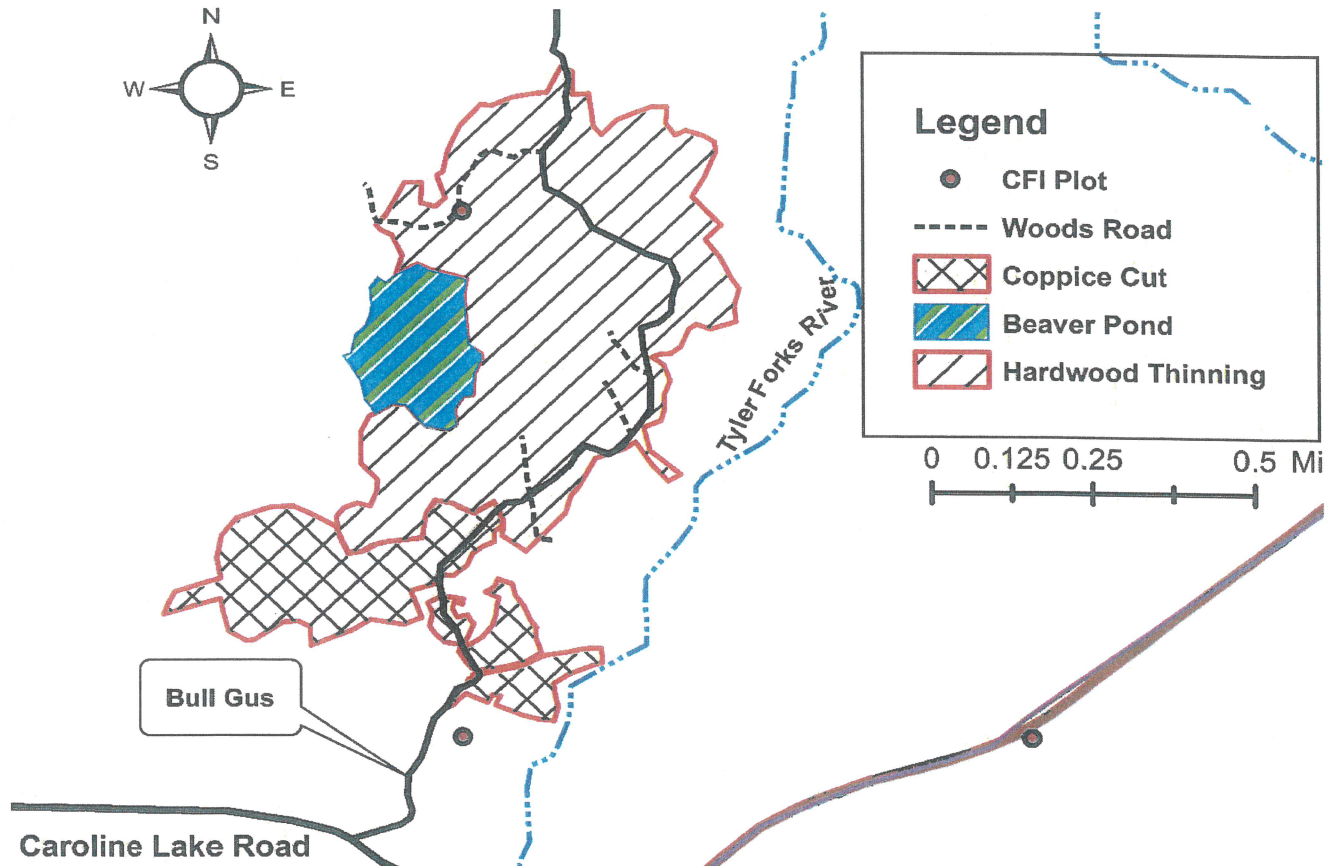 N
W E
S
Legend
CFI Plot
Woods Road
Coppice Cut
Beaver Pond
Hardwood Thinning
0 0.125 0.25 0.5 Mi
Tyler Forks River
Bull Gus
Caroline Lake Road